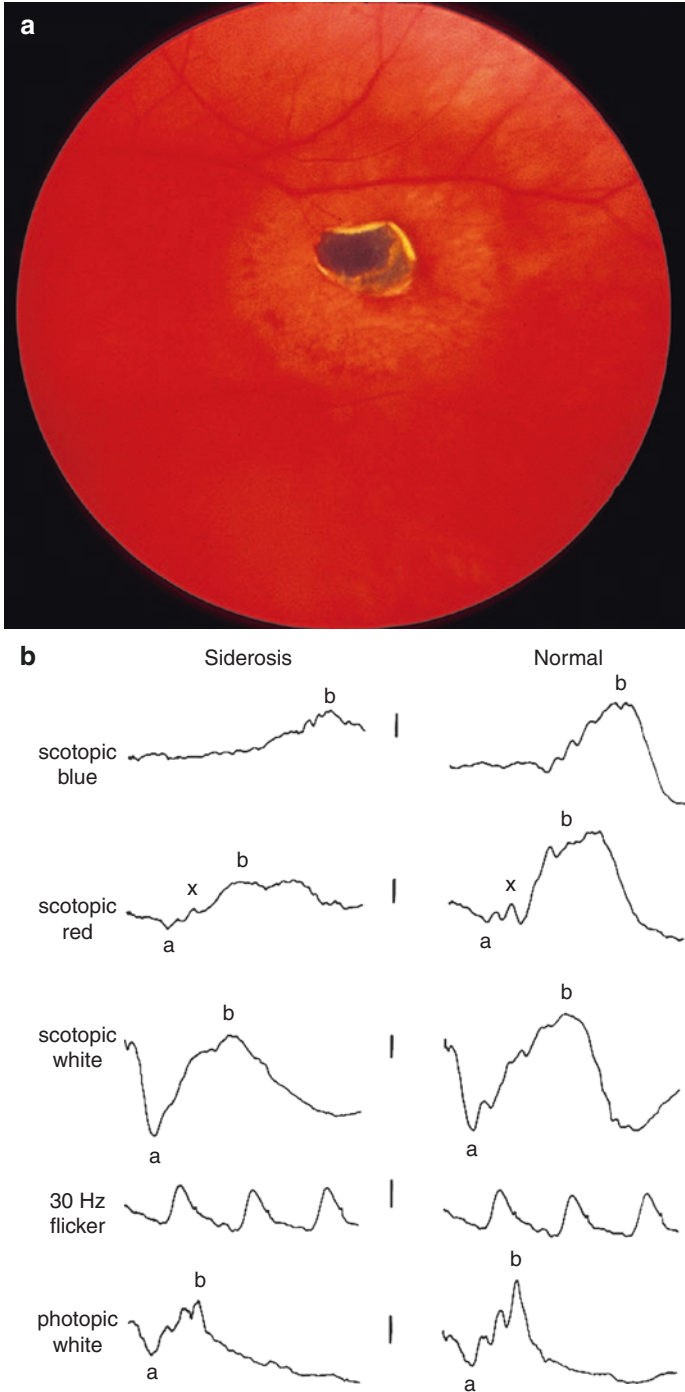 a
b
Siderosis Normal
b b
scotopic
blue
b b
x x
scotopic
red
a a
b b
scotopic
white
a a
30 Hz
flicker
b b
photopic
white
a a